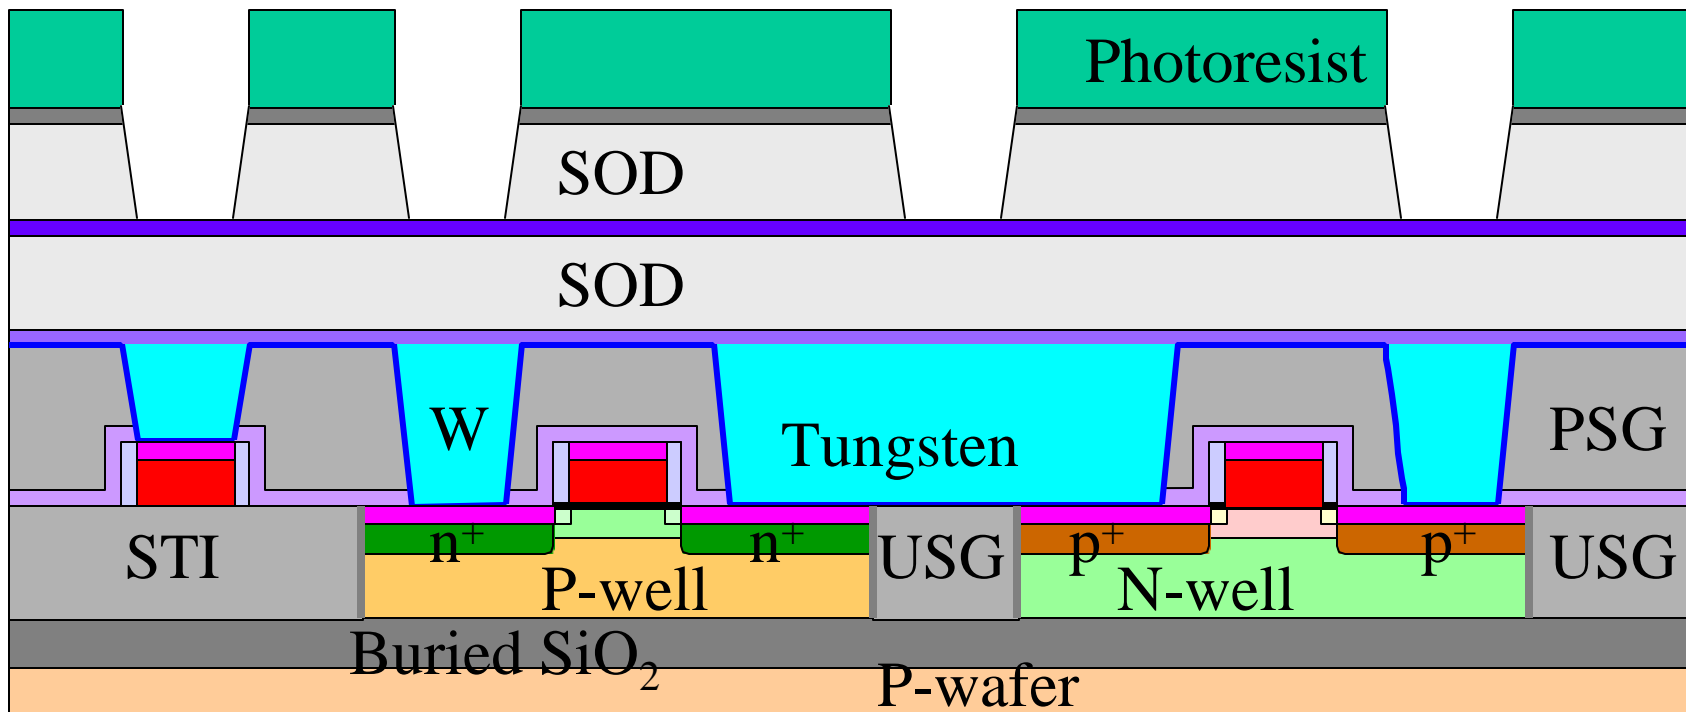 Photoresist
SOD
SOD
W
Tungsten
PSG
STI
n⁺
n⁺
USG
p⁺
p⁺
USG
P-well
N-well
Buried SiO₂
P-wafer